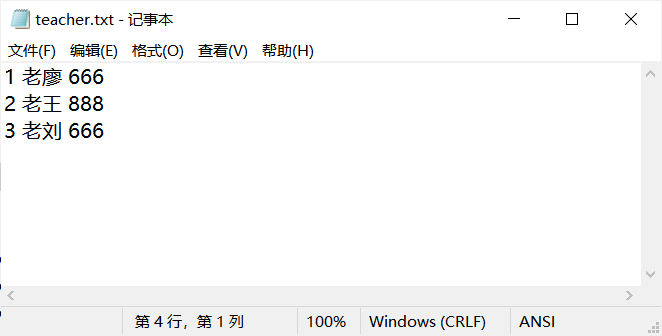 teacher.txt - 记事本
文件(F) 编辑(E) 格式(O) 查看(V) 帮助(H)
1 老廖 666
2 老王 888
3 老刘 666
第 4 行，第 1 列 100% Windows (CRLF) ANSI